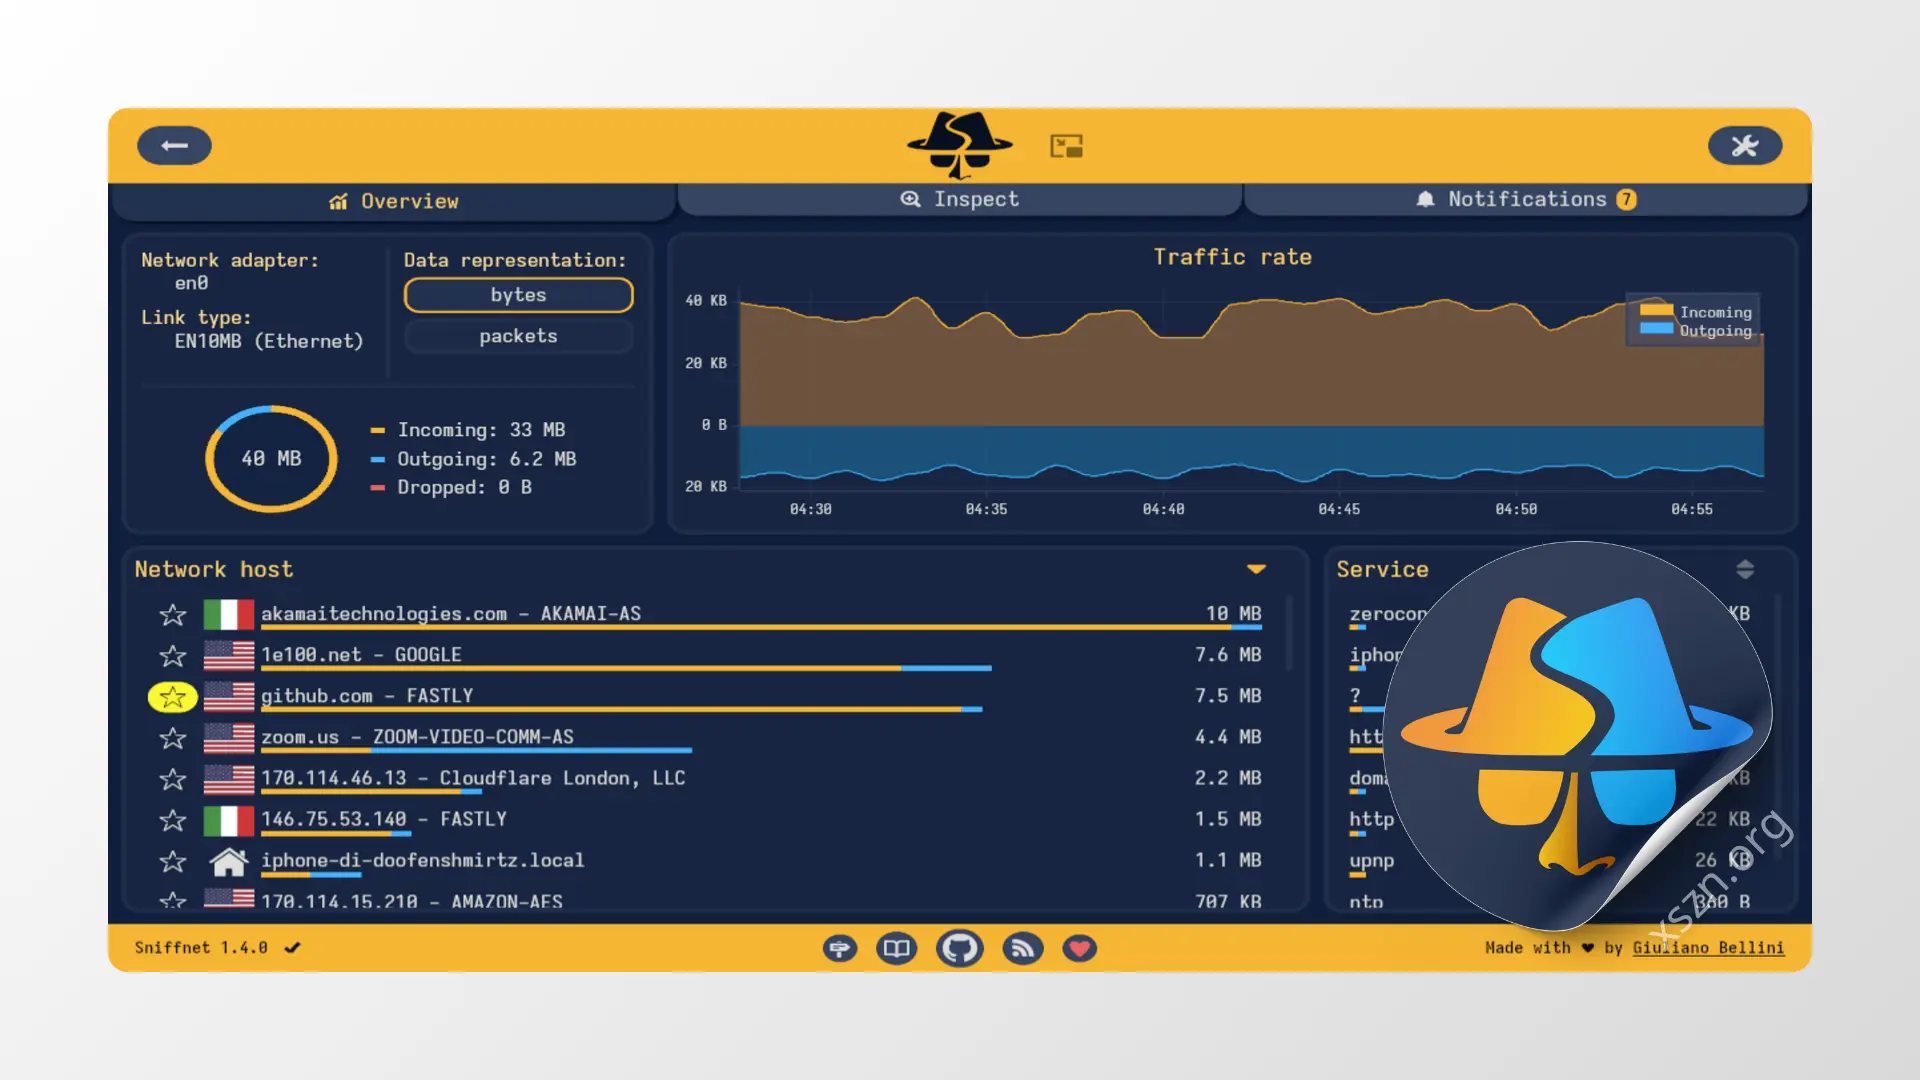 Overview
Inspect
Notifications 7
Network adapter:
en0
Link type:
EN10MB (Ethernet)
Data representation:
bytes
packets
40 MB
Incoming: 33 MB
Outgoing: 6.2 MB
Dropped: 0 B
Traffic rate
40 KB
20 KB
0 B
20 KB
Incoming
Outgoing
04:30
04:35
04:40
04:45
04:50
04:55
Network host
akamaitechnologies.com - AKAMAI-AS 10 MB
1e100.net - GOOGLE 7.6 MB
github.com - FASTLY 7.5 MB
zoom.us - ZOOM-VIDEO-COMM-AS 4.4 MB
170.114.46.13 - Cloudflare London, LLC 2.2 MB
146.75.53.140 - FASTLY 1.5 MB
iphone-di-doofenshmirtz.local 1.1 MB
170.114.15.210 - AMAZON-AES 707 KB
Service
KB
?
KB
http 22 KB
upnp 26 KB
ntp B
xszn.org
Sniffnet 1.4.0
Made with ❤ by Giuliano Bellini